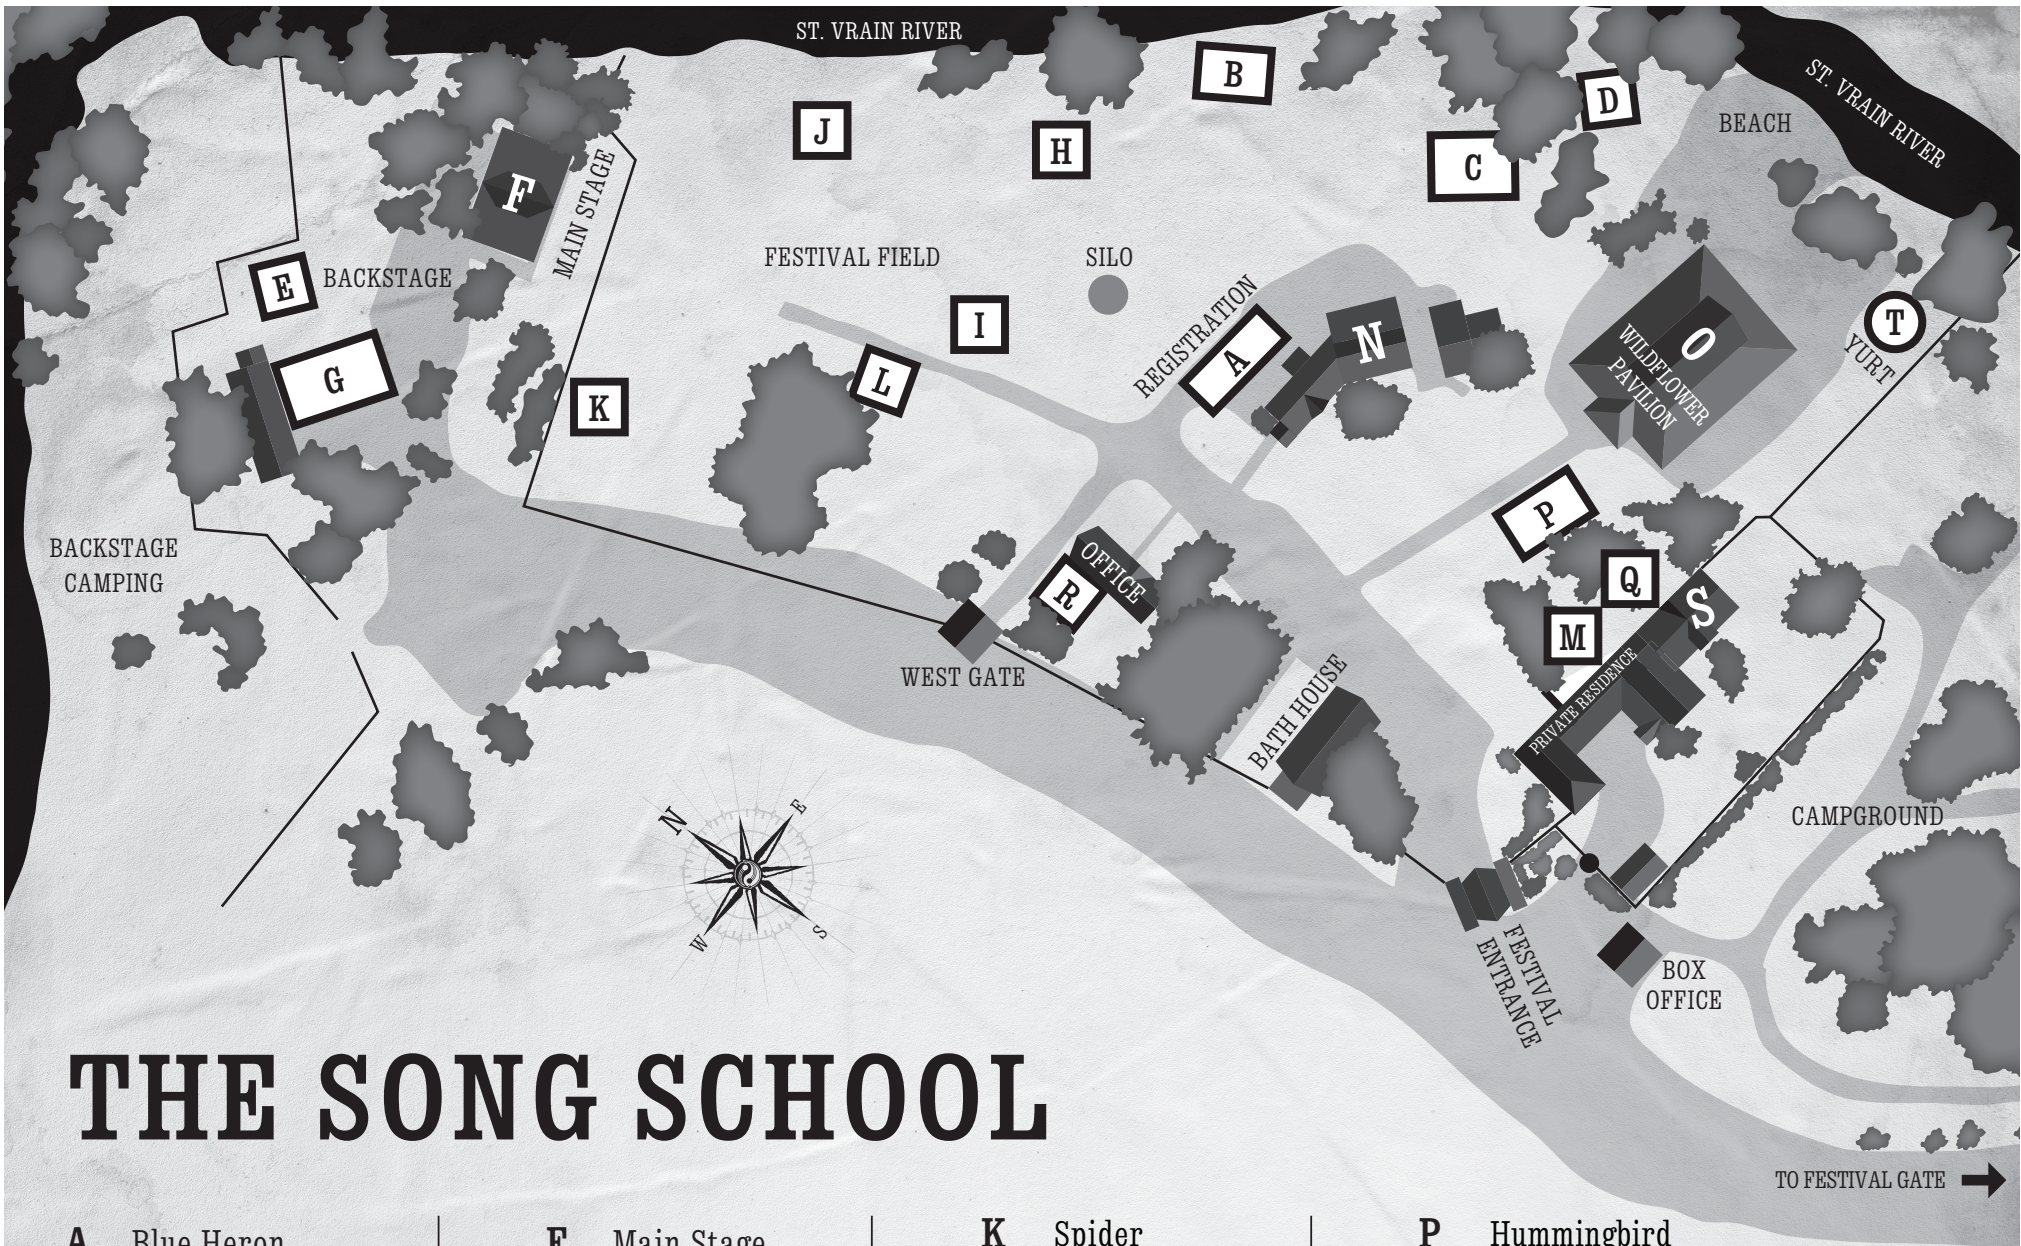 ST. VRAIN RIVER
ST. VRAIN RIVER
B
D
BEACH
J
H
C
F
MAIN STAGE
E
BACKSTAGE
FESTIVAL FIELD
SILO
I
REGISTRATION
A
N
O
WILDFLOWER
PAVILION
T
YURT
G
K
L
P
BACKSTAGE
CAMPING
OFFICE
R
Q
S
M
WEST GATE
BATH HOUSE
PRIVATE RESIDENCE
N
E
W
S
CAMPGROUND
FESTIVAL
ENTRANCE
BOX
OFFICE
THE SONG SCHOOL
TO FESTIVAL GATE
A Blue Heron
F Main Stage
K Spider
P Hummingbird